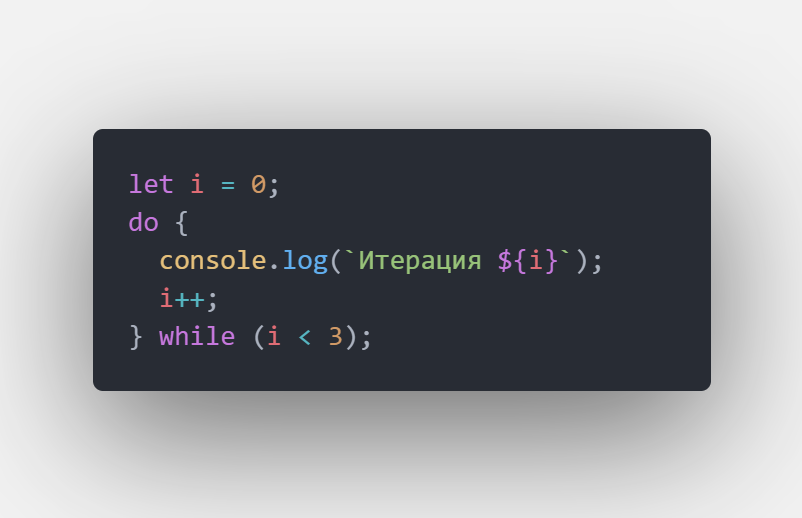 let i = 0;
do {
  console.log(`Итерация ${i}`);
  i++;
} while (i < 3);